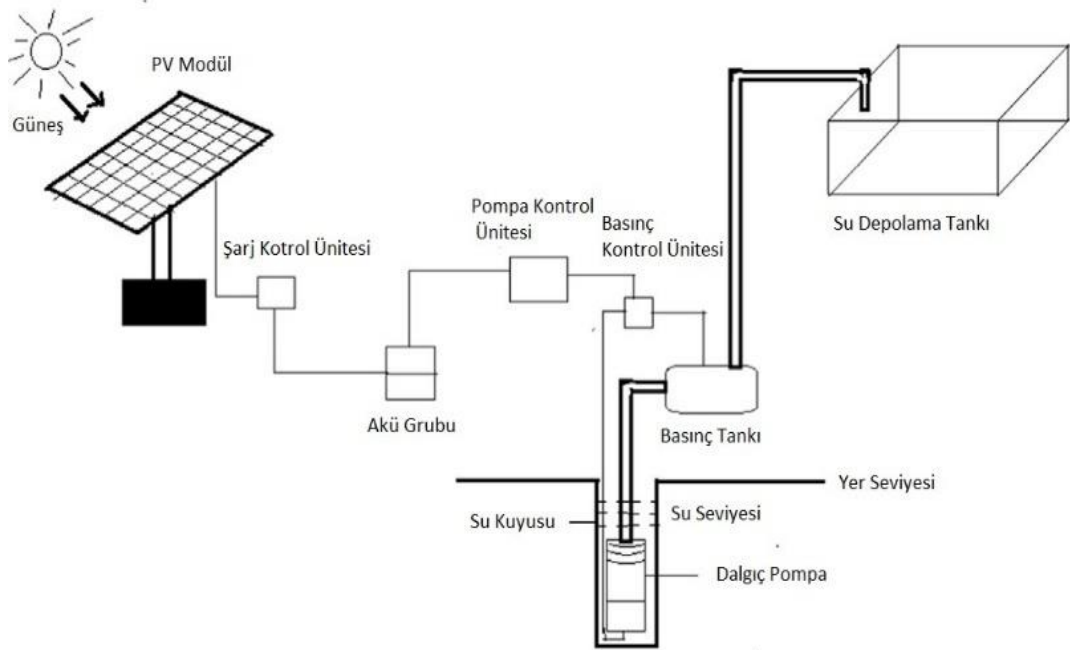 PV Modül
Güneş
Şarj Kotrol Ünitesi
Pompa Kontrol
Ünitesi
Basınç
Kontrol Ünitesi
Su Depolama Tankı
Akü Grubu
Basınç Tankı
Yer Seviyesi
Su Kuyusu
Su Seviyesi
Dalgıç Pompa